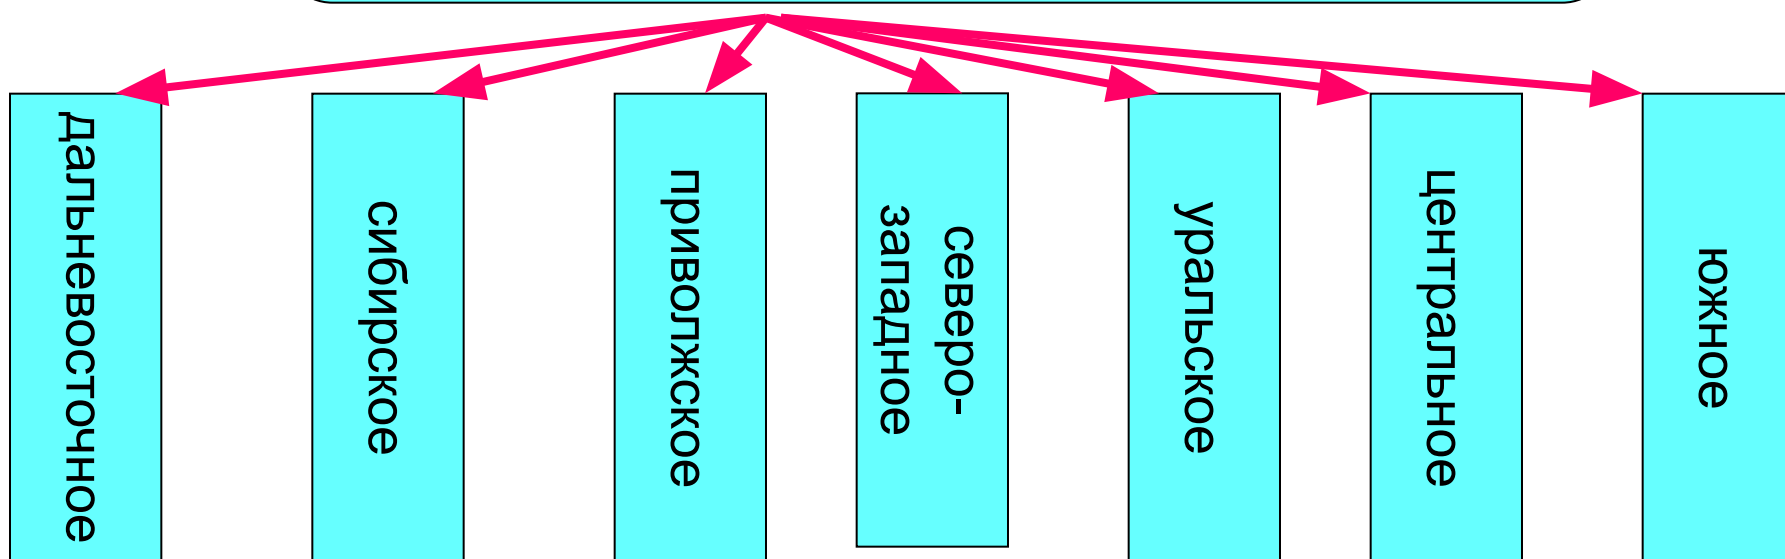 дальневосточное
сибирское
приволжское
северо-
западное
уральское
центральное
южное